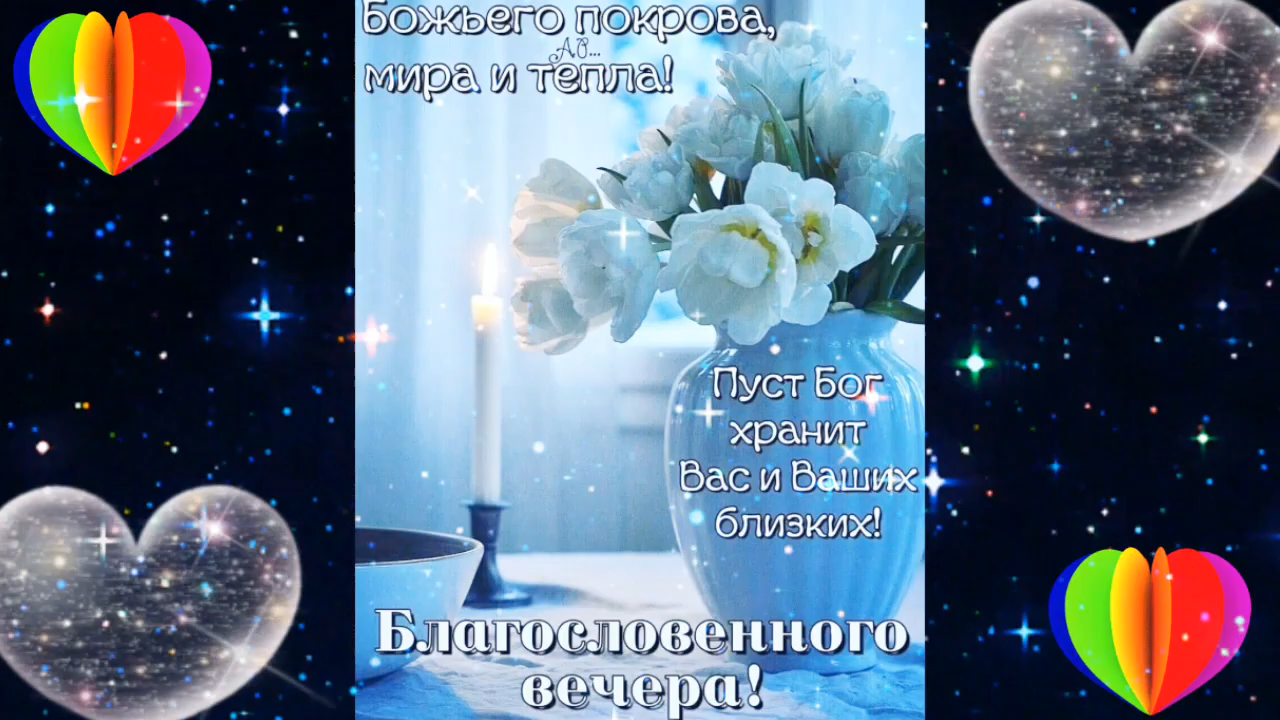 Божьего покрова,
мира и тепла!
Пуст Бог
хранит
Вас и Ваших
близких!
Благословенного
вечера!